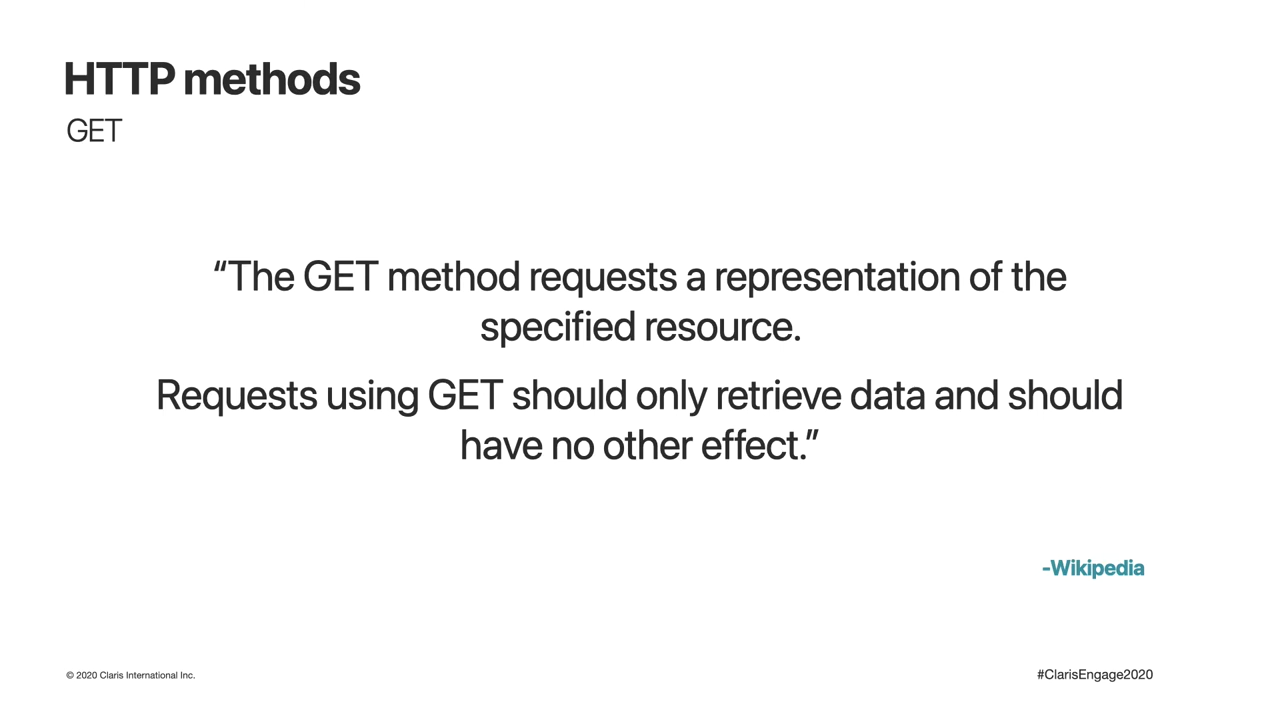 HTTP methods
GET
“The GET method requests a representation of the
specified resource.
Requests using GET should only retrieve data and should
have no other effect.”
-Wikipedia
© 2020 Claris International Inc.
#ClarisEngage2020